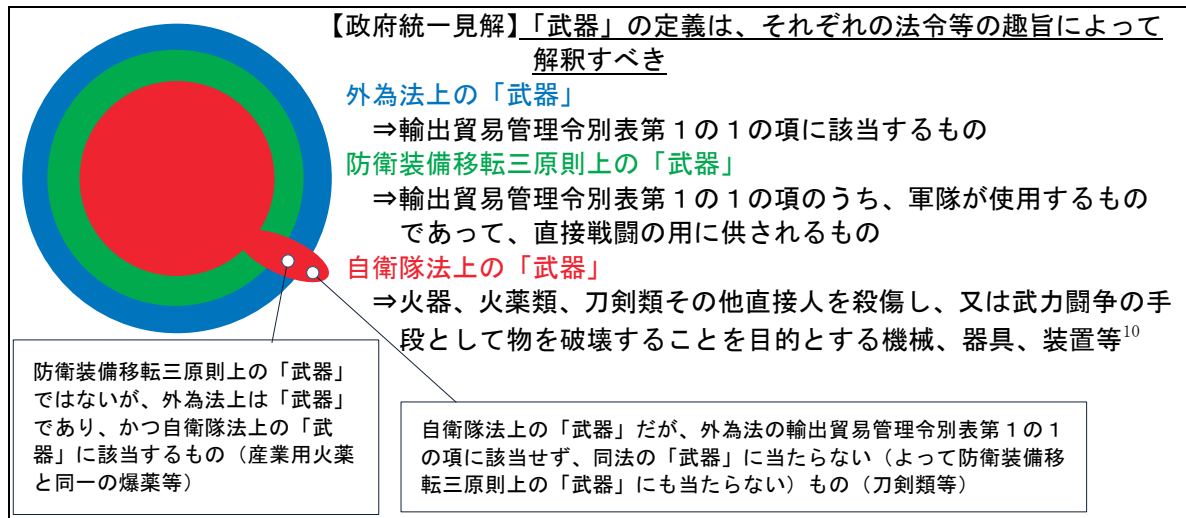 【政府統一見解】「武器」の定義は、それぞれの法令等の趣旨によって
解釈すべき
外為法上の「武器」
⇒輸出貿易管理令別表第１の１の項に該当するもの
防衛装備移転三原則上の「武器」
⇒輸出貿易管理令別表第１の１の項のうち、軍隊が使用するもの
であって、直接戦闘の用に供されるもの
自衛隊法上の「武器」
⇒火器、火薬類、刀剣類その他直接人を殺傷し、又は武力闘争の手
段として物を破壊することを目的とする機械、器具、装置等10
防衛装備移転三原則上の「武器」
ではないが、外為法上は「武器」
であり、かつ自衛隊法上の「武
器」に該当するもの（産業用火薬
と同一の爆薬等）
自衛隊法上の「武器」だが、外為法の輸出貿易管理令別表第１の１
の項に該当せず、同法の「武器」に当たらない（よって防衛装備移
転三原則上の「武器」にも当たらない）もの（刀剣類等）